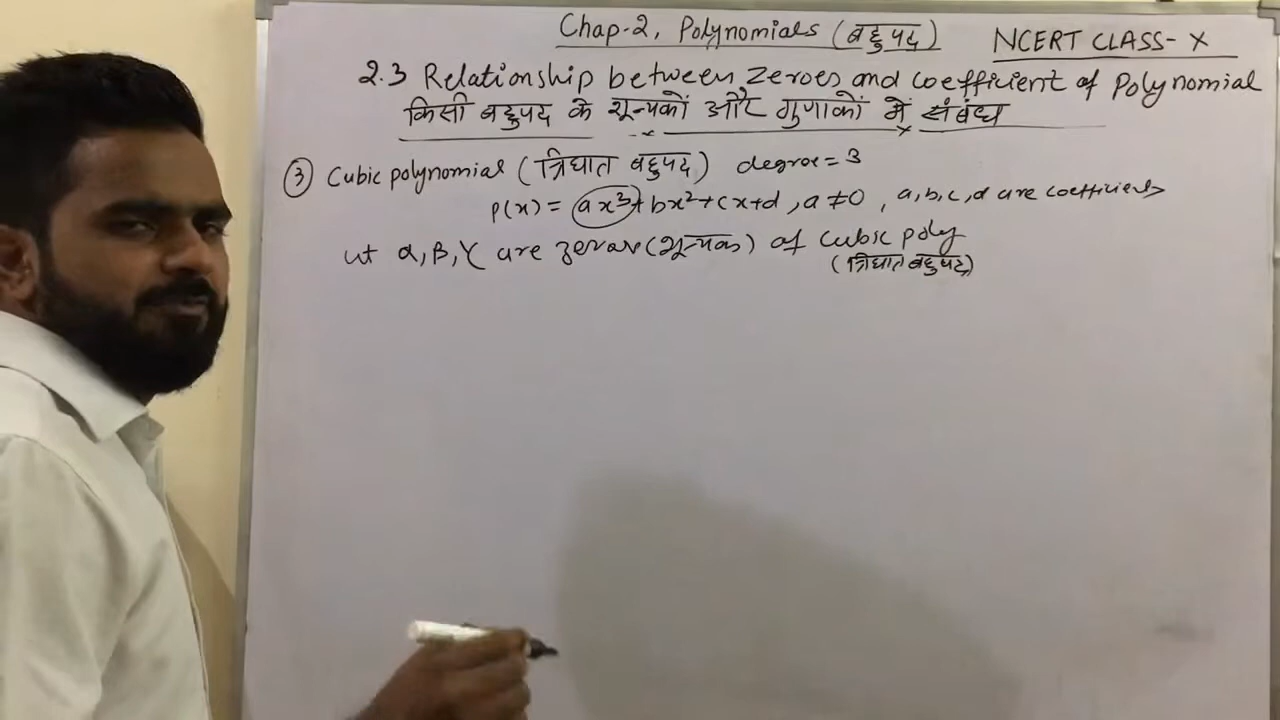 Chap-2, Polynomials (बहुपद) NCERT CLASS- X
2.3 Relationship between Zeroes and Coefficient of Polynomial
किसी बहुपद के शून्यकों और गुणाकों में संबंध
③ Cubic polynomial (त्रिघात बहुपद) degree = 3
P(x) = ax³+bx²+cx+d, a ≠ 0, a, b, c, d are coefficients
let α, β, γ are zeroes (शून्यक) of Cubic poly
(त्रिघात बहुपद)